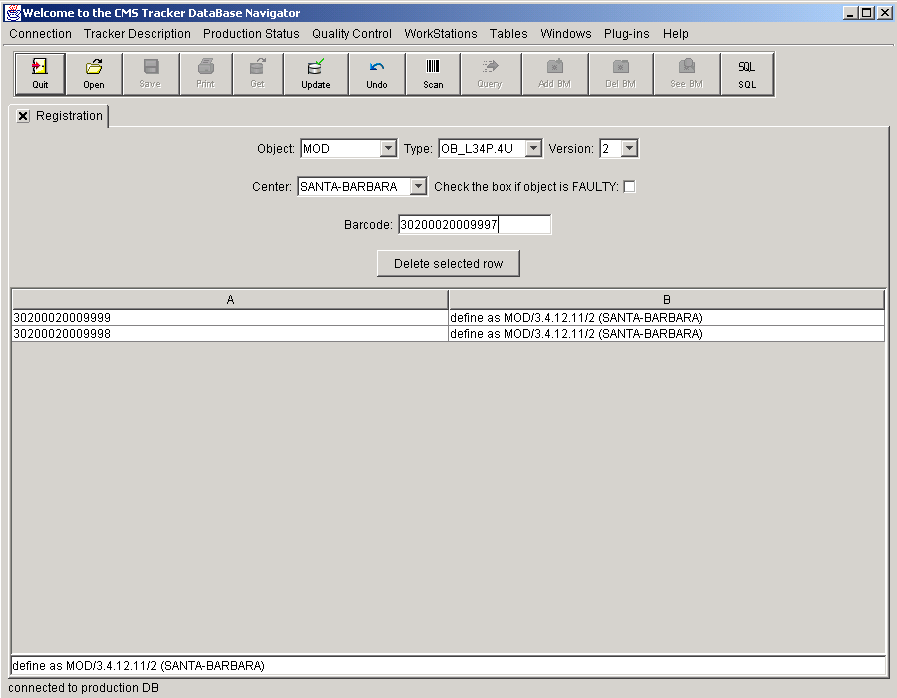 Welcome to the CMS Tracker DataBase Navigator
Connection Tracker Description Production Status Quality Control WorkStations Tables Windows Plug-ins Help
SQL
Quit Open Save Print Get Update Undo Scan Query Add BM Del BM See BM SQL
Registration
Object: MOD Type: OB_L34P.4U Version: 2
Center: SANTA-BARBARA Check the box if object is FAULTY:
Barcode: 30200020009997
Delete selected row
A B
30200020009999 define as MOD/3.4.12.11/2 (SANTA-BARBARA)
30200020009998 define as MOD/3.4.12.11/2 (SANTA-BARBARA)
define as MOD/3.4.12.11/2 (SANTA-BARBARA)
connected to production DB